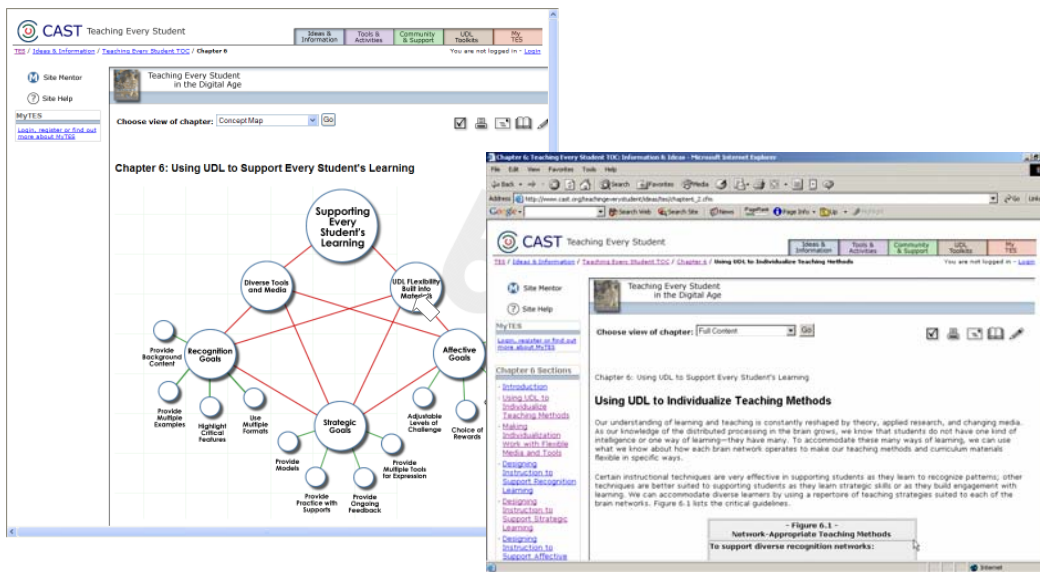 CAST Teaching Every Student
Ideas & Information
Tools & Activities
Community & Support
UDL Toolkits
My TES
TES / Ideas & Information / Teaching Every Student TOC / Chapter 6
You are not logged in - Login
Site Mentor
Site Help
MyTES
Login, register or find out
more about MyTES
Teaching Every Student
in the Digital Age
Choose view of chapter: Concept Map Go
Chapter 6: Using UDL to Support Every Student's Learning
6
Supporting
Every
Student's
Learning
Diverse Tools
and Media
UDL FLexibility
Built into
Materials
Recognition
Goals
Affective
Goals
Strategic
Goals
Provide
Background
Content
Provide
Multiple
Examples
Highlight
Critical
Features
Use
Multiple
Formats
Provide
Models
Provide
Practice with
Supports
Provide
Ongoing
Feedback
Provide
Multiple Tools
for Expression
Adjustable
Levels of
Challenge
Choice of
Rewards
Chapter 6: Teaching Every Student TOC: Information & Ideas - Microsoft Internet Explorer
File Edit View Favorites Tools Help
Back Search Favorites Media
Address http://www.cast.org/teachingeverystudent/ideas/tes/chapter6_2.cfm Go Links
Google Search Web Search Site News PageRank Page Info Up Highlight
CAST Teaching Every Student
Ideas & Information
Tools & Activities
Community & Support
UDL Toolkits
My TES
TES / Ideas & Information / Teaching Every Student TOC / Chapter 6 / Using UDL to Individualize Teaching Methods
You are not logged in - Login
Site Mentor
Site Help
MyTES
Login, register or find out
more about MyTES
Teaching Every Student
in the Digital Age
Choose view of chapter: Full Content Go
Chapter 6 Sections
Introduction
Using UDL to
Individualize
Teaching Methods
Making
Individualization
Work with Flexible
Media and Tools
Designing
Instruction to
Support Recognition
Learning
Designing
Instruction to
Support Strategic
Learning
Designing
Instruction to
Support Affective
Chapter 6: Using UDL to Support Every Student's Learning
Using UDL to Individualize Teaching Methods
Our understanding of learning and teaching is constantly reshaped by theory, applied research, and changing media.
As our knowledge of the distributed processing in the brain grows, we know that students do not have one kind of
intelligence or one way of learning—they have many. To accommodate these many ways of learning, we can use
what we know about how each brain network operates to make our teaching methods and curriculum materials
flexible in specific ways.
Certain instructional techniques are very effective in supporting students as they learn to recognize patterns; other
techniques are better suited to supporting students as they learn strategic skills or as they build engagement with
learning. We can accommodate diverse learners by using a repertoire of teaching strategies suited to each of the
brain networks. Figure 6.1 lists the critical guidelines.
- Figure 6.1 -
Network-Appropriate Teaching Methods
To support diverse recognition networks:
Internet